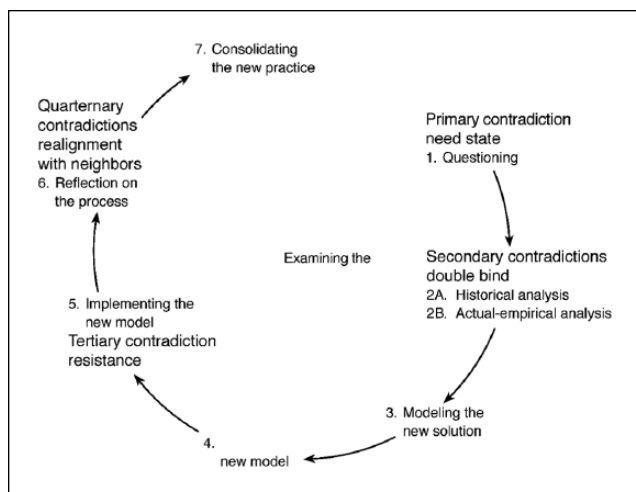 7. Consolidating
the new practice
Quarternary
contradictions
realignment
with neighbors
6. Reflection on
the process
Primary contradiction
need state
1. Questioning
Examining the
Secondary contradictions
double bind
2A. Historical analysis
2B. Actual-empirical analysis
5. Implementing the
new model
Tertiary contradiction
resistance
3. Modeling the
new solution
4.
new model